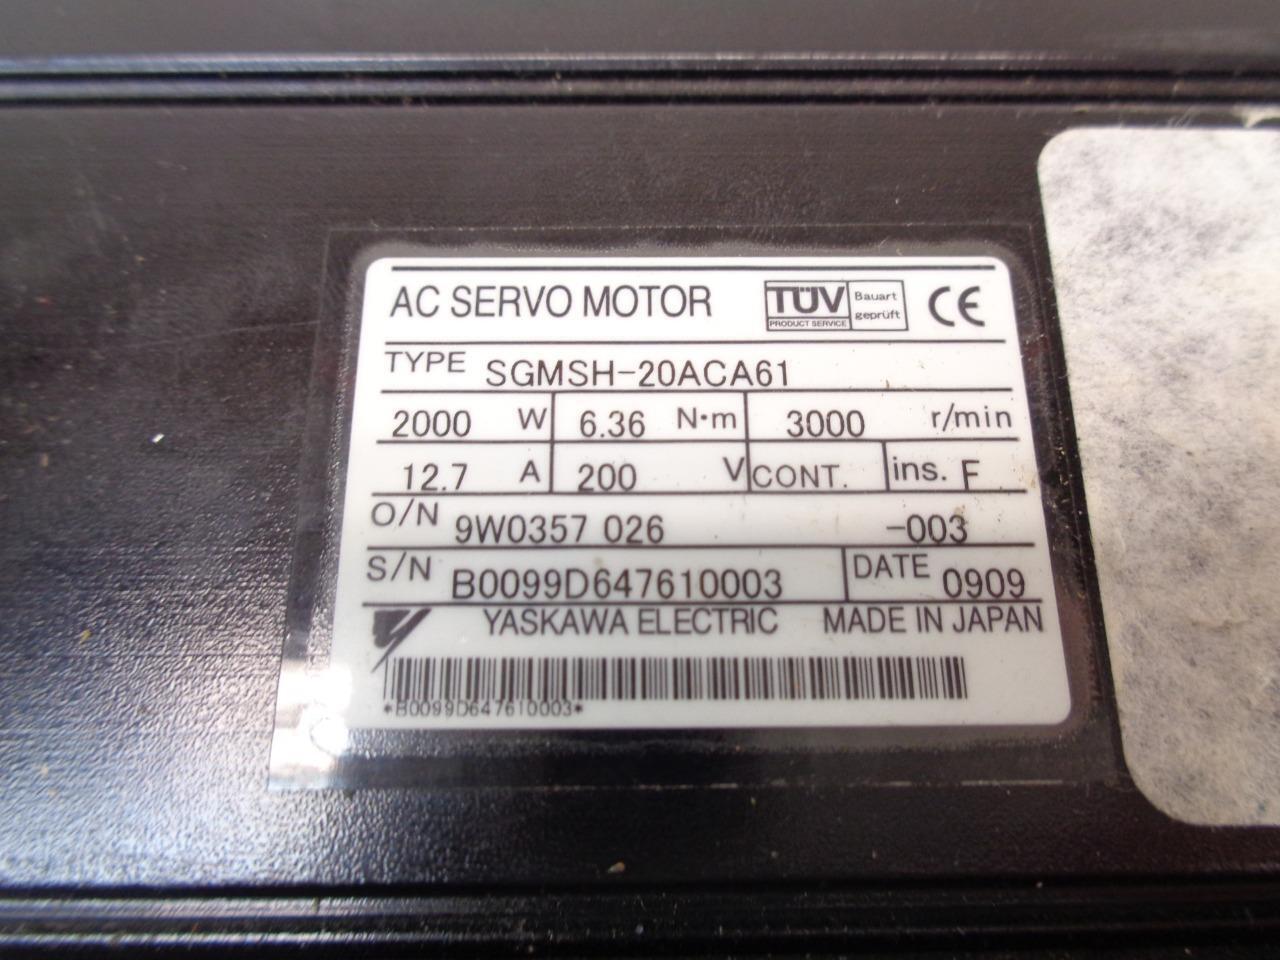 AC SERVO MOTOR TÜV PRODUCT SERVICE Bauart geprüft CE
TYPE SGMSH-20ACA61
2000 W 6.36 N·m 3000 r/min
12.7 A 200 V CONT. ins. F
O/N 9W0357 026 -003
S/N B0099D647610003 DATE 0909
YASKAWA ELECTRIC MADE IN JAPAN
*B0099D647610003*